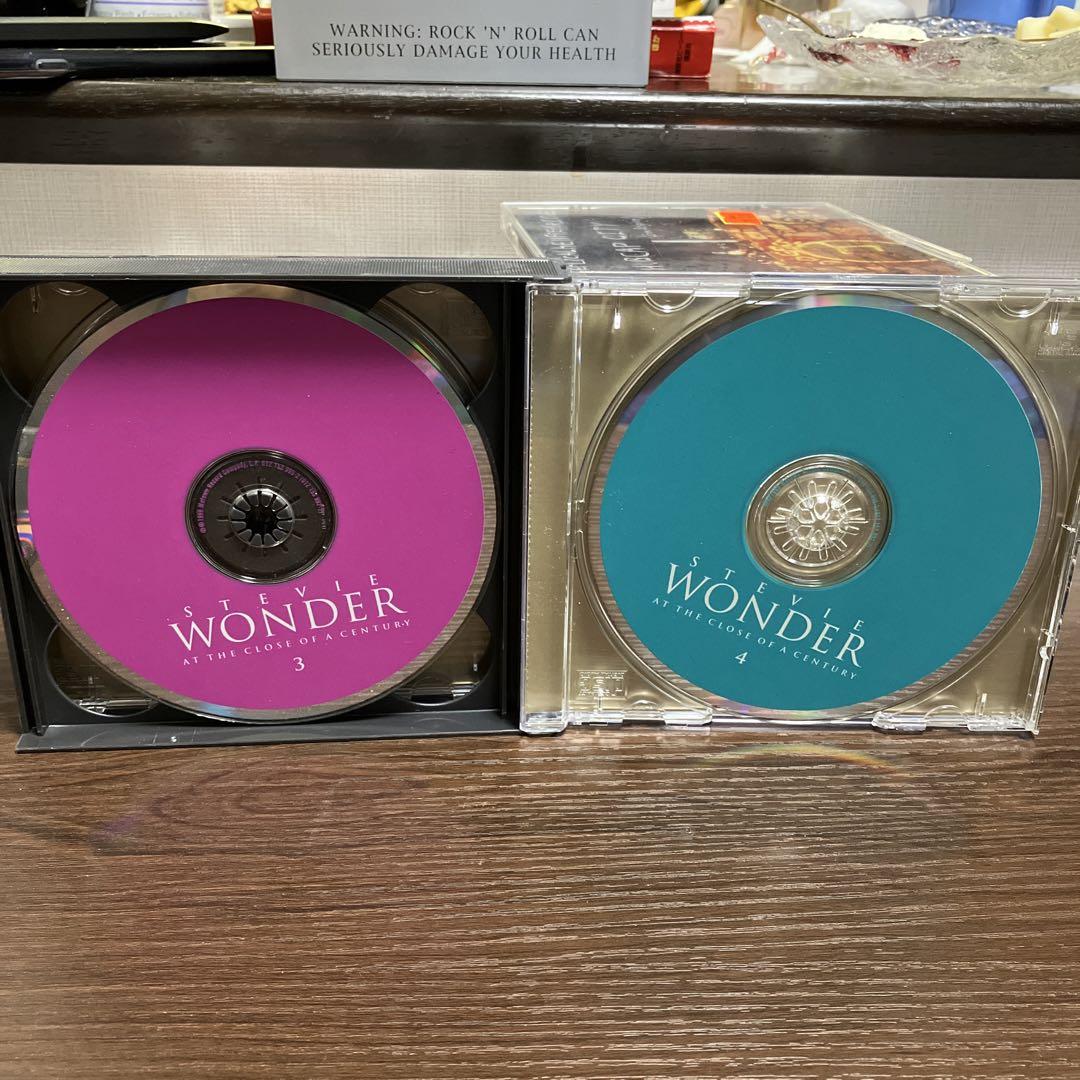 WARNING: ROCK 'N' ROLL CAN
SERIOUSLY DAMAGE YOUR HEALTH
STEVIE
WONDER
AT THE CLOSE OF A CENTURY
3
STEVIE
WONDER
AT THE CLOSE OF A CENTURY
4